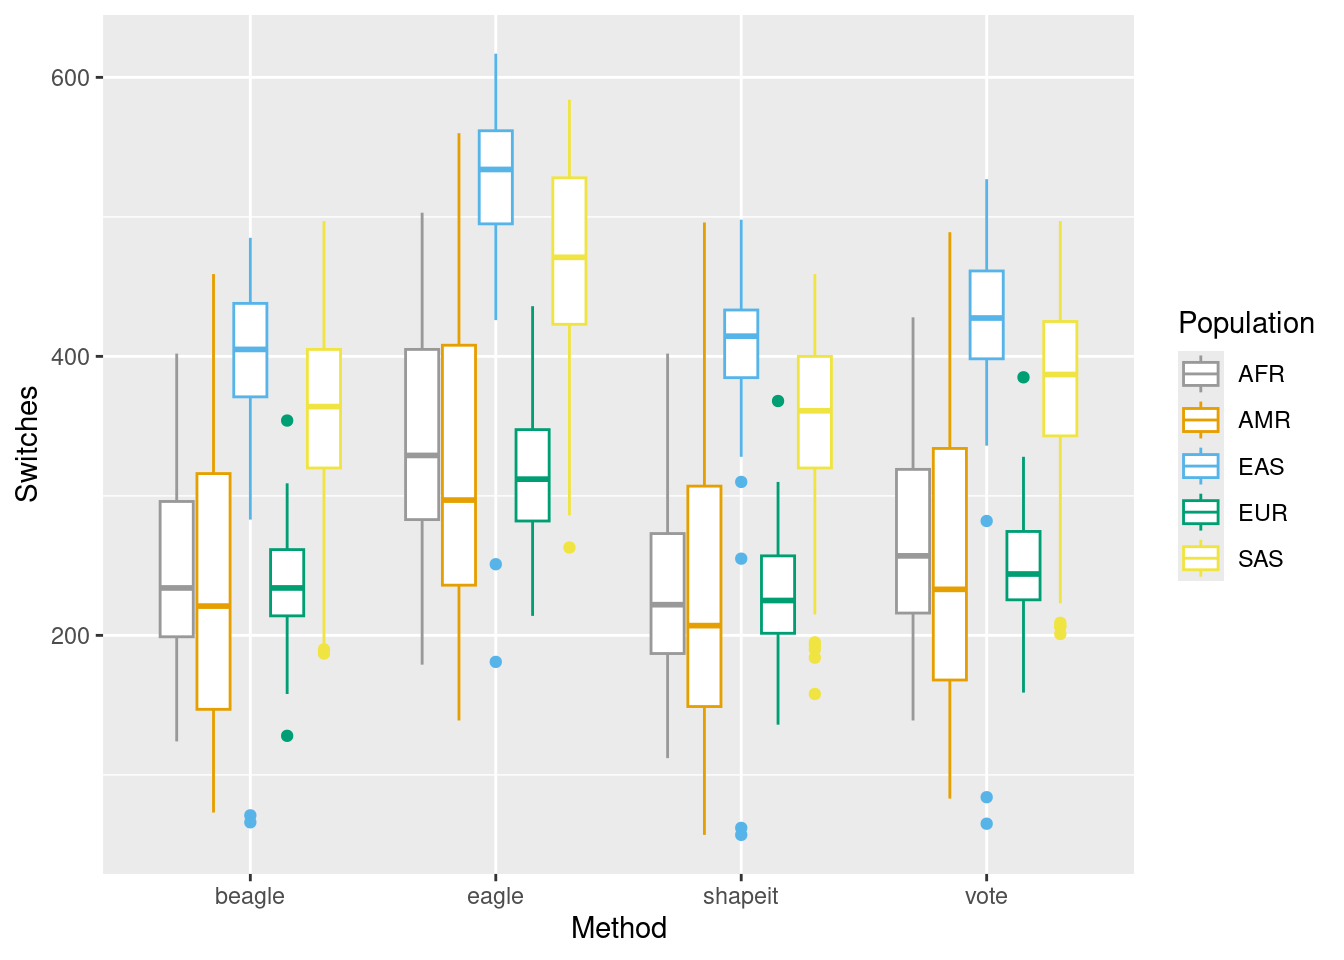 600
400
200
Switches
beagle
eagle
shapeit
vote
Method
Population
AFR
AMR
EAS
EUR
SAS